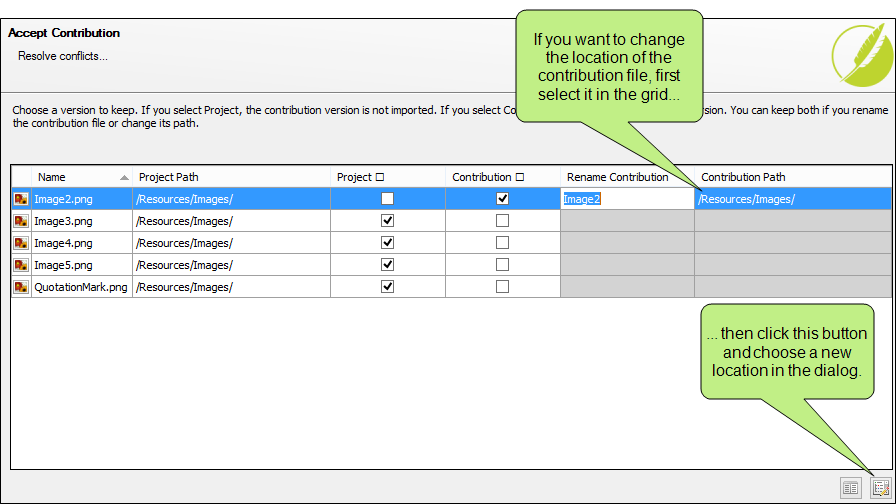 Accept Contribution
Resolve conflicts...
If you want to change
the location of the
contribution file, first
select it in the grid...
Choose a version to keep. If you select Project, the contribution version is not imported. If you select Co rsion. You can keep both if you rename
the contribution file or change its path.
Name Project Path Project Contribution Rename Contribution Contribution Path
Image2.png /Resources/Images/ Image2 /Resources/Images/
Image3.png /Resources/Images/
Image4.png /Resources/Images/
Image5.png /Resources/Images/
QuotationMark.png /Resources/Images/
... then click this button
and choose a new
location in the dialog.